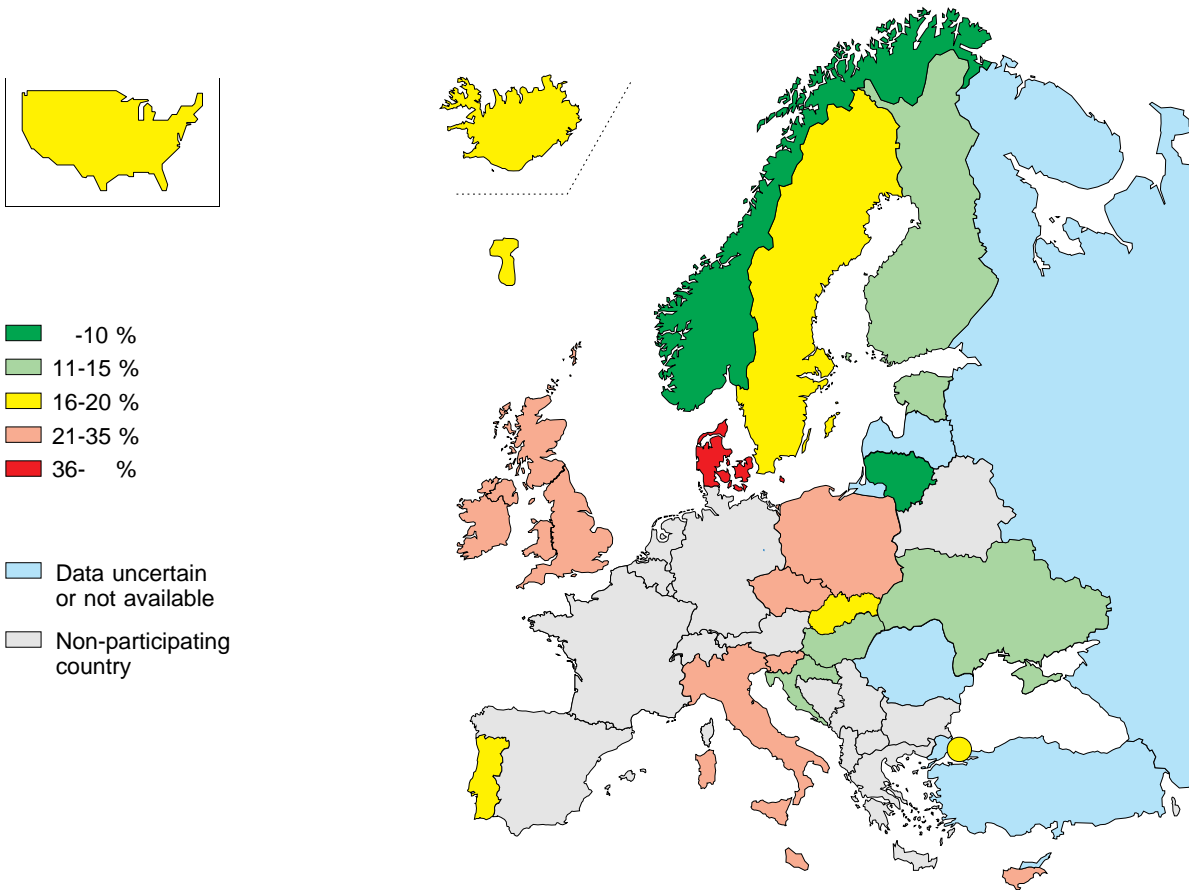 -10 %
11-15 %
16-20 %
21-35 %
36- %
Data uncertain
or not available
Non-participating
country